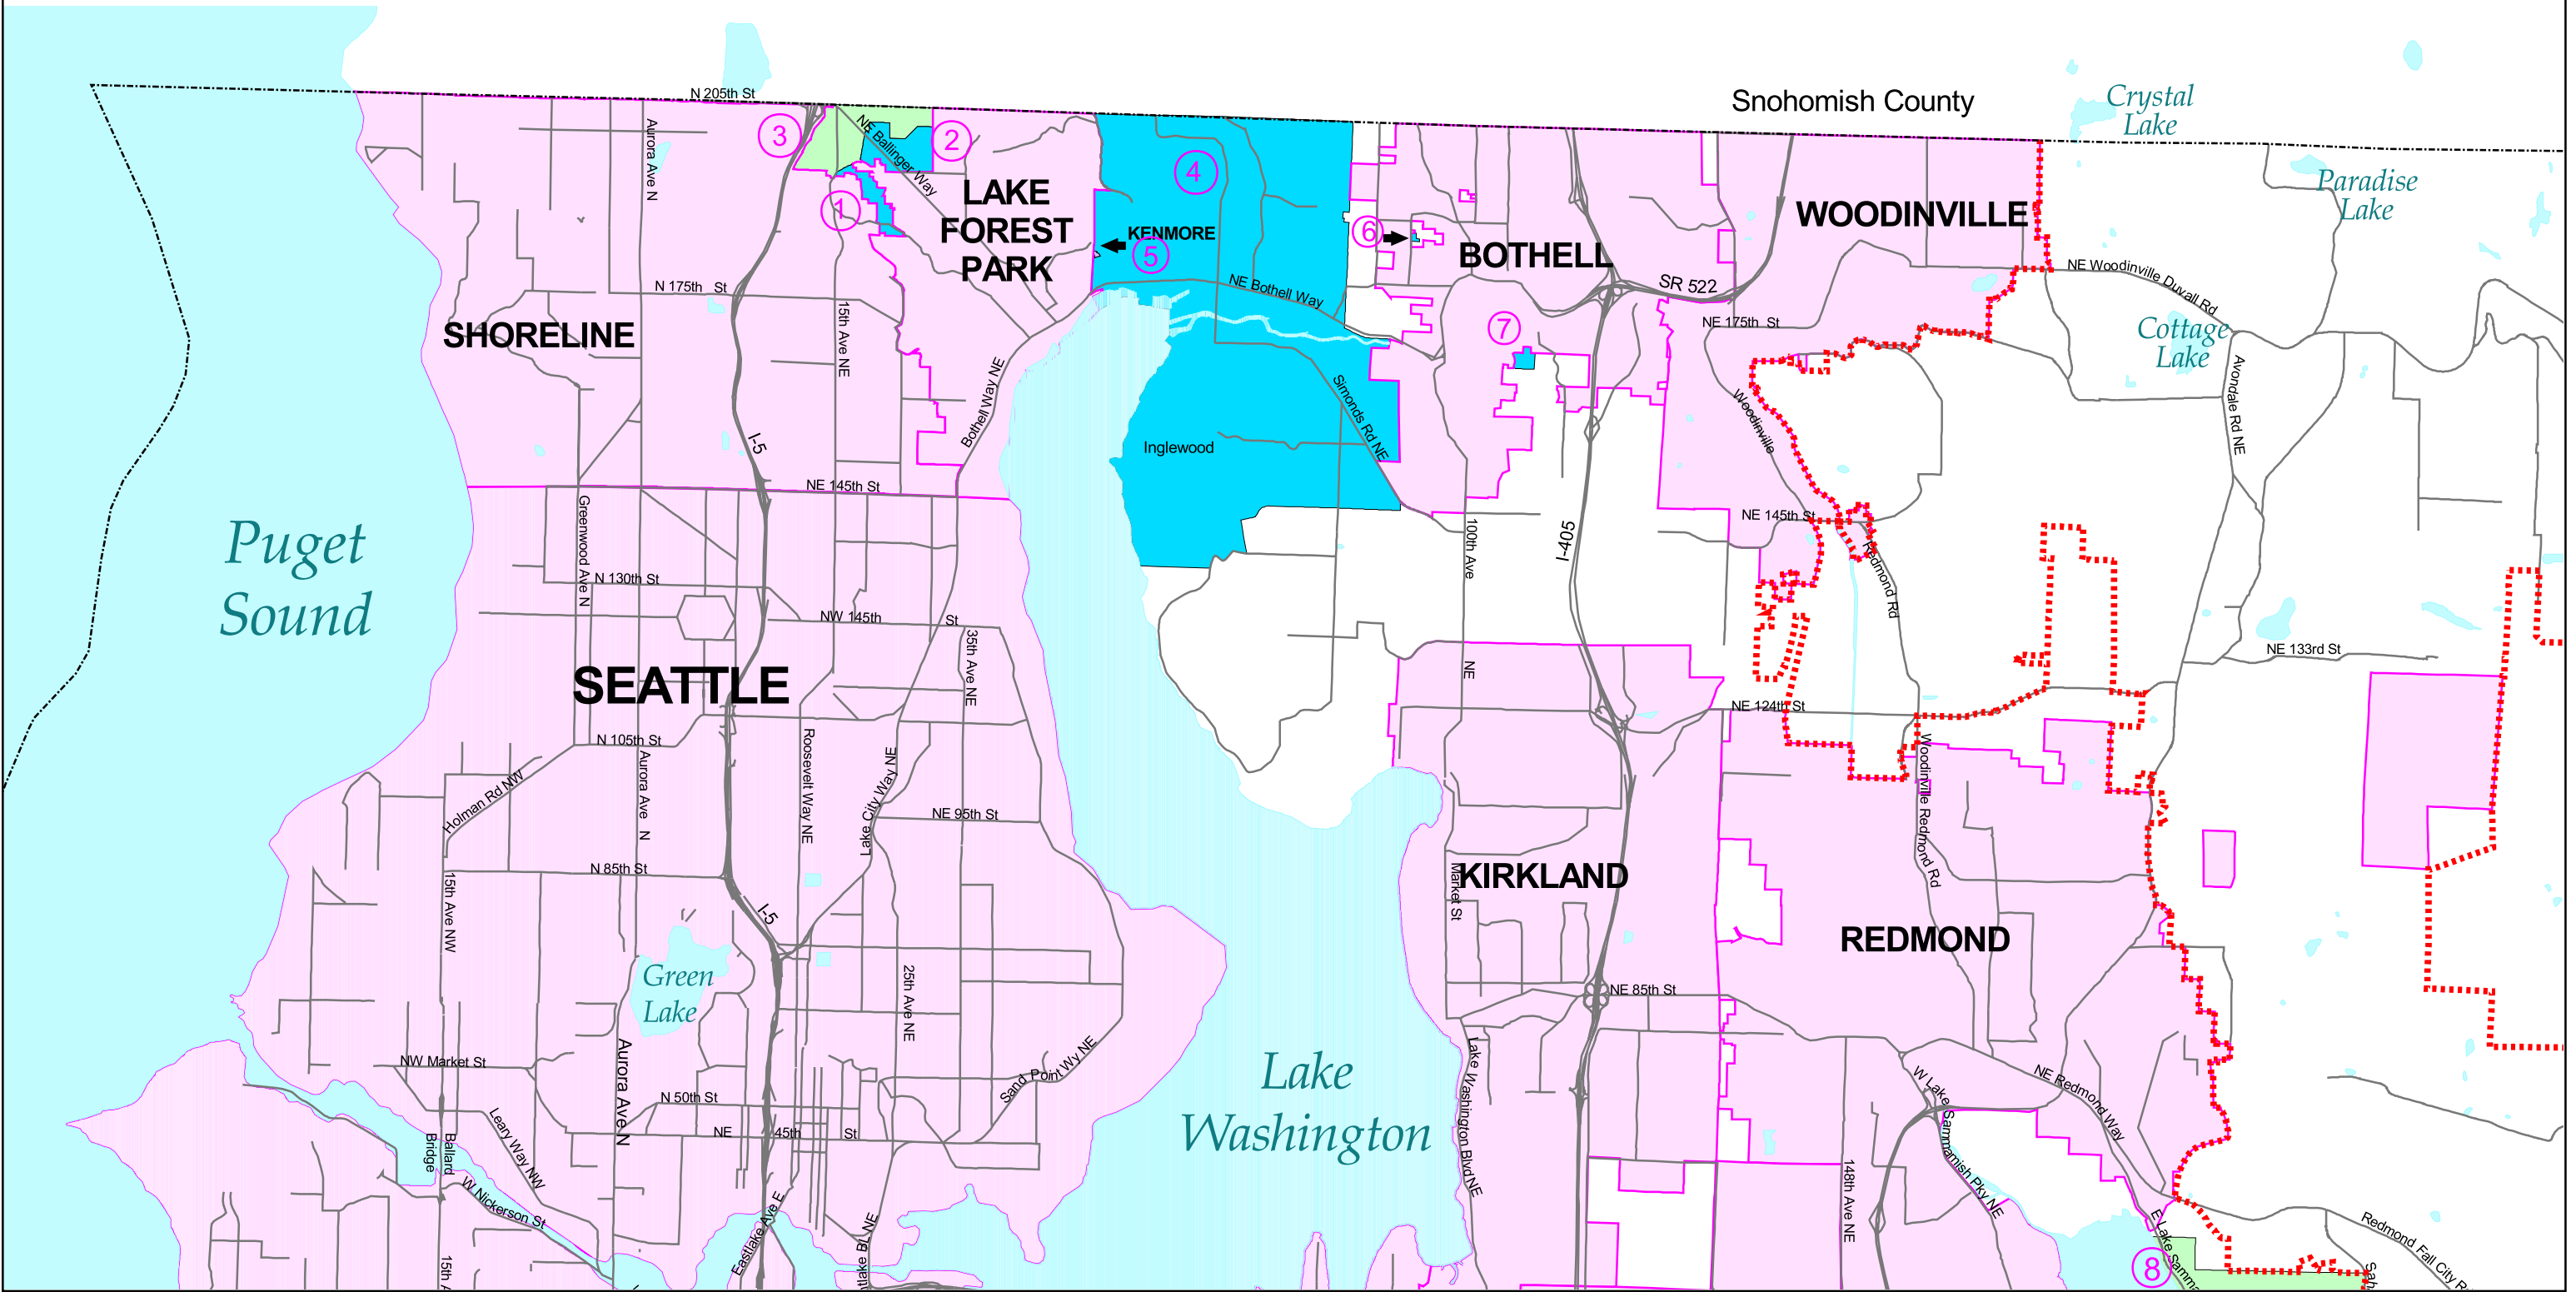 Snohomish County
Crystal
Lake
N 205th St
3
2
NE Ballinger Way
Aurora Ave N
4
Paradise
Lake
LAKE
FOREST
PARK
1
KENMORE
5
6
BOTHELL
WOODINVILLE
NE Woodinville Duvall Rd
SR 522
N 175th St
NE Bothell Way
SHORELINE
15th Ave NE
7
NE 175th St
Cottage
Lake
Avondale Rd NE
Bothell Way NE
Simonds Rd NE
Woodinville
I-5
Inglewood
NE 145th St
Greenwood Ave N
100th Ave
NE
I-405
NE 145th St
Redmond Rd
Puget
Sound
N 130th St
NW 145th St
35th Ave NE
NE 133rd St
SEATTLE
NE 124th St
N 105th St
Aurora Ave N
Roosevelt Way NE
Lake City Way NE
Woodinville Redmond Rd
Holman Rd NW
NE 95th St
N 85th St
15th Ave NW
I-5
KIRKLAND
Market St
REDMOND
Green
Lake
25th Ave NE
NE 85th St
NW Market St
Aurora Ave N
Sand Point Wy NE
Lake
Washington
Lake Washington Blvd NE
W Lake Sammamish Pky NE
NE Redmond Way
N 50th St
Leary Way NW
NE 45th St
Ballard
Bridge
148th Ave NE
W Nickerson St
Eastlake Ave E
NE
E Lake Samma
Redmond Fall City R
15th A
8
Sah